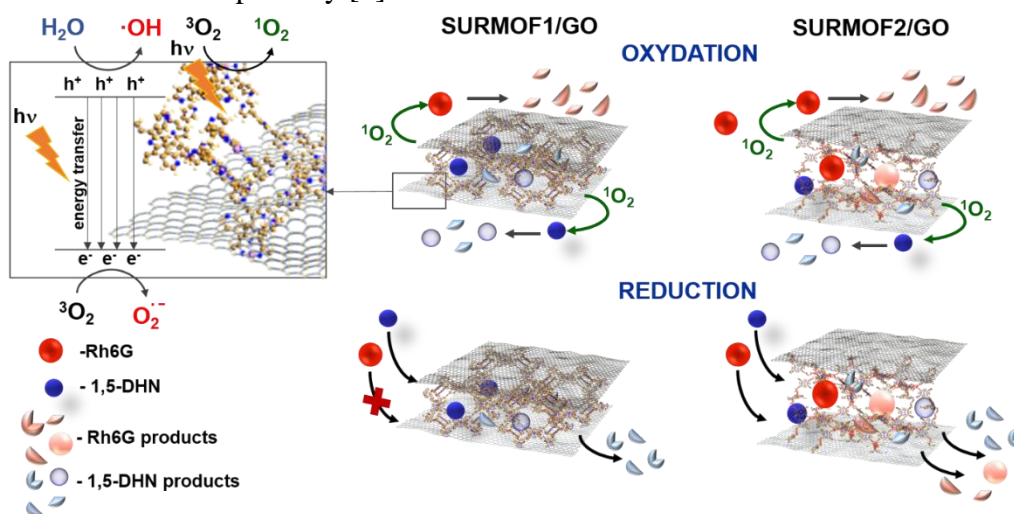 H₂O ·OH ³O₂ ¹O₂
hν
h⁺ h⁺ h⁺
hν
energy transfer
e⁻ e⁻ e⁻
³O₂ O₂·⁻
-Rh6G
- 1,5-DHN
- Rh6G products
- 1,5-DHN products
SURMOF1/GO SURMOF2/GO
OXYDATION
¹O₂
¹O₂
¹O₂
¹O₂
REDUCTION